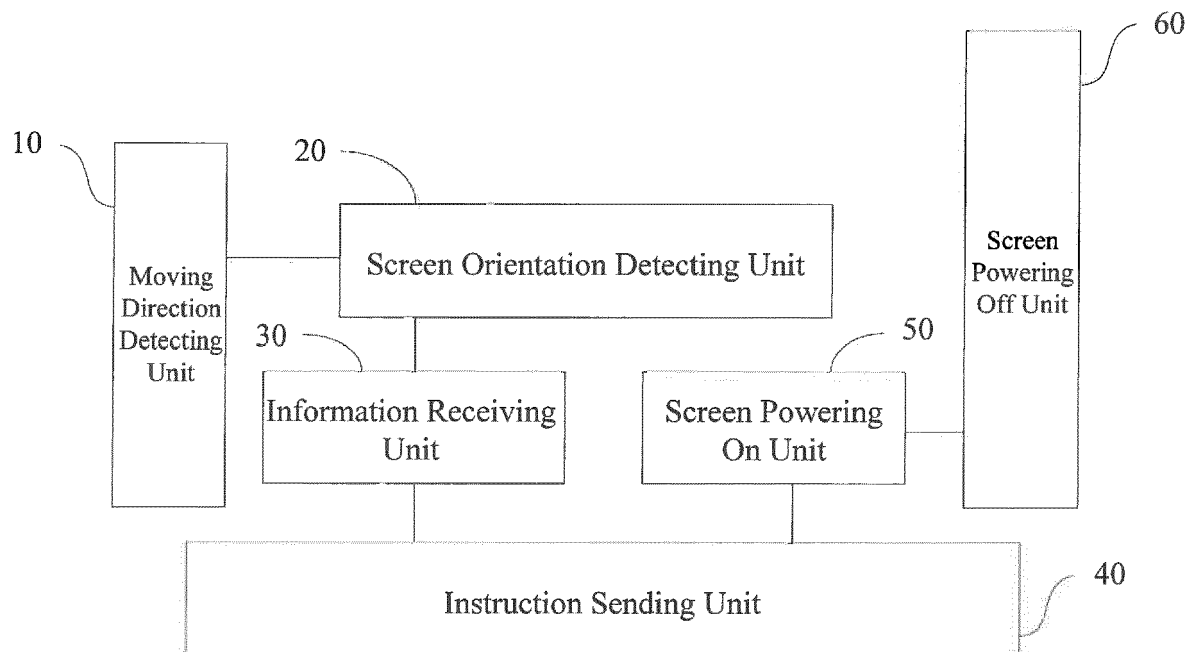 60
10
20
Screen Orientation Detecting Unit
Screen
Powering
Off Unit
Moving
Direction
Detecting
Unit
30
50
Information Receiving
Unit
Screen Powering
On Unit
Instruction Sending Unit
40